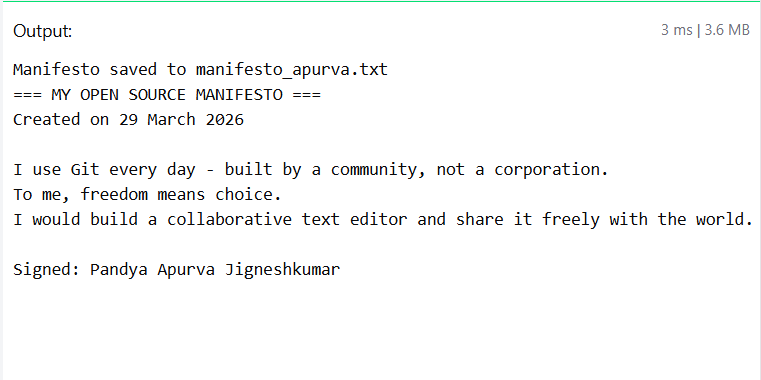 Output:
3 ms | 3.6 MB
Manifesto saved to manifesto_apurva.txt
=== MY OPEN SOURCE MANIFESTO ===
Created on 29 March 2026
I use Git every day - built by a community, not a corporation.
To me, freedom means choice.
I would build a collaborative text editor and share it freely with the world.
Signed: Pandya Apurva Jigneshkumar